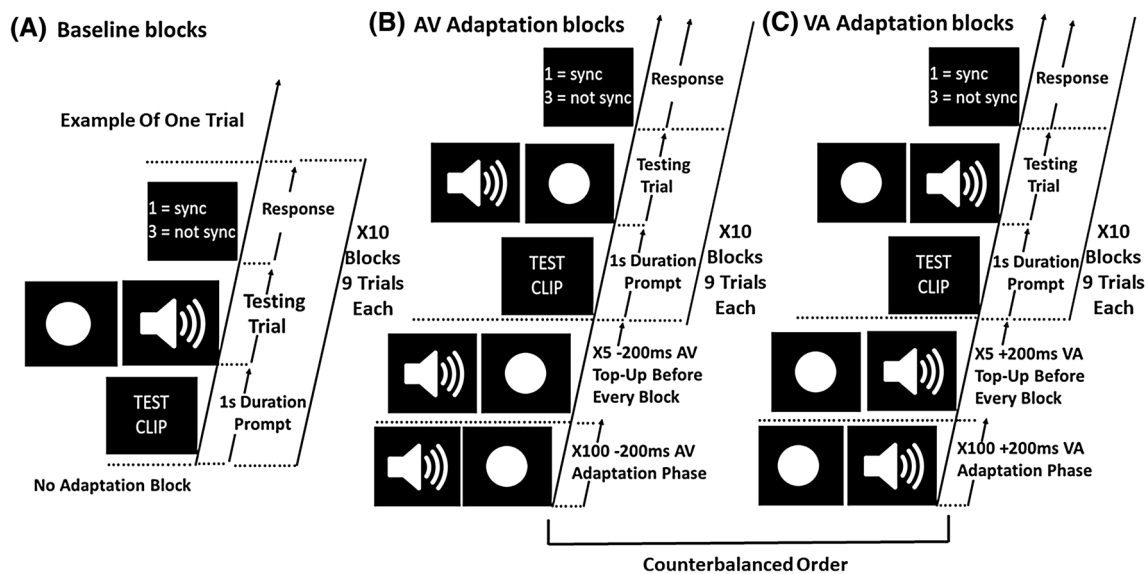 (A) Baseline blocks
Example Of One Trial
1 = sync
3 = not sync
Response
Testing
Trial
TEST
CLIP
1s Duration
Prompt
No Adaptation Block
X10
Blocks
9 Trials
Each
(B) AV Adaptation blocks
1 = sync
3 = not sync
Response
Testing
Trial
TEST
CLIP
1s Duration
Prompt
X10
Blocks
9 Trials
Each
X5 -200ms AV
Top-Up Before
Every Block
X100 -200ms AV
Adaptation Phase
(C) VA Adaptation blocks
1 = sync
3 = not sync
Response
Testing
Trial
TEST
CLIP
1s Duration
Prompt
X10
Blocks
9 Trials
Each
X5 +200ms VA
Top-Up Before
Every Block
X100 +200ms VA
Adaptation Phase
Counterbalanced Order